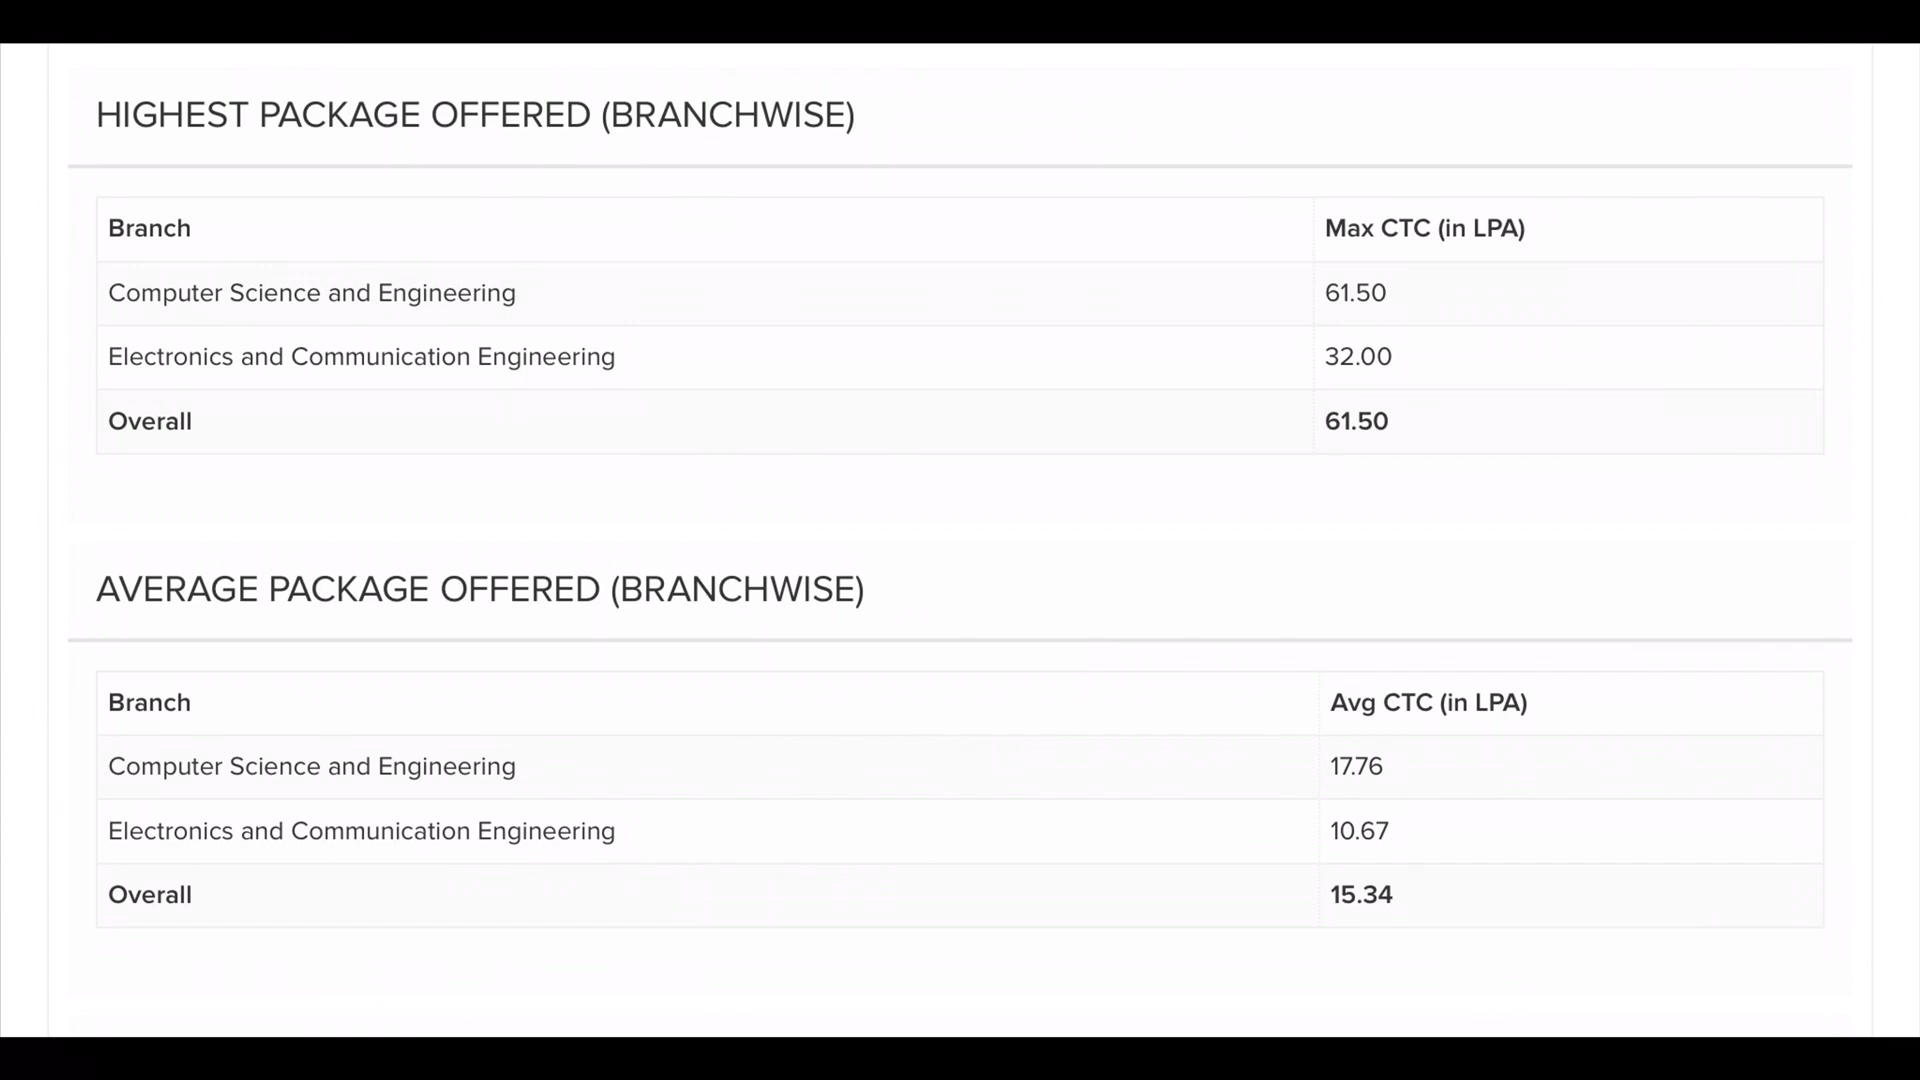 HIGHEST PACKAGE OFFERED (BRANCHWISE)
Branch Max CTC (in LPA)
Computer Science and Engineering 61.50
Electronics and Communication Engineering 32.00
Overall 61.50
AVERAGE PACKAGE OFFERED (BRANCHWISE)
Branch Avg CTC (in LPA)
Computer Science and Engineering 17.76
Electronics and Communication Engineering 10.67
Overall 15.34